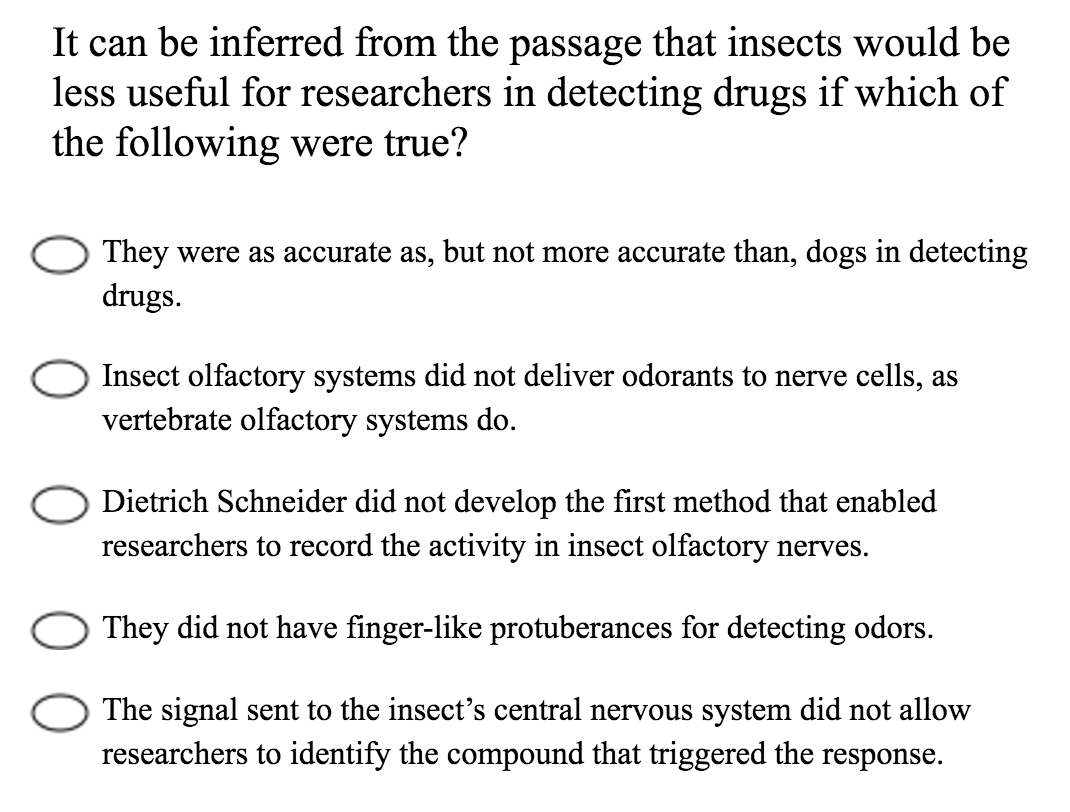 It can be inferred from the passage that insects would be
less useful for researchers in detecting drugs if which of
the following were true?
They were as accurate as, but not more accurate than, dogs in detecting
drugs.
Insect olfactory systems did not deliver odorants to nerve cells, as
vertebrate olfactory systems do.
Dietrich Schneider did not develop the first method that enabled
researchers to record the activity in insect olfactory nerves.
They did not have finger-like protuberances for detecting odors.
The signal sent to the insect’s central nervous system did not allow
researchers to identify the compound that triggered the response.